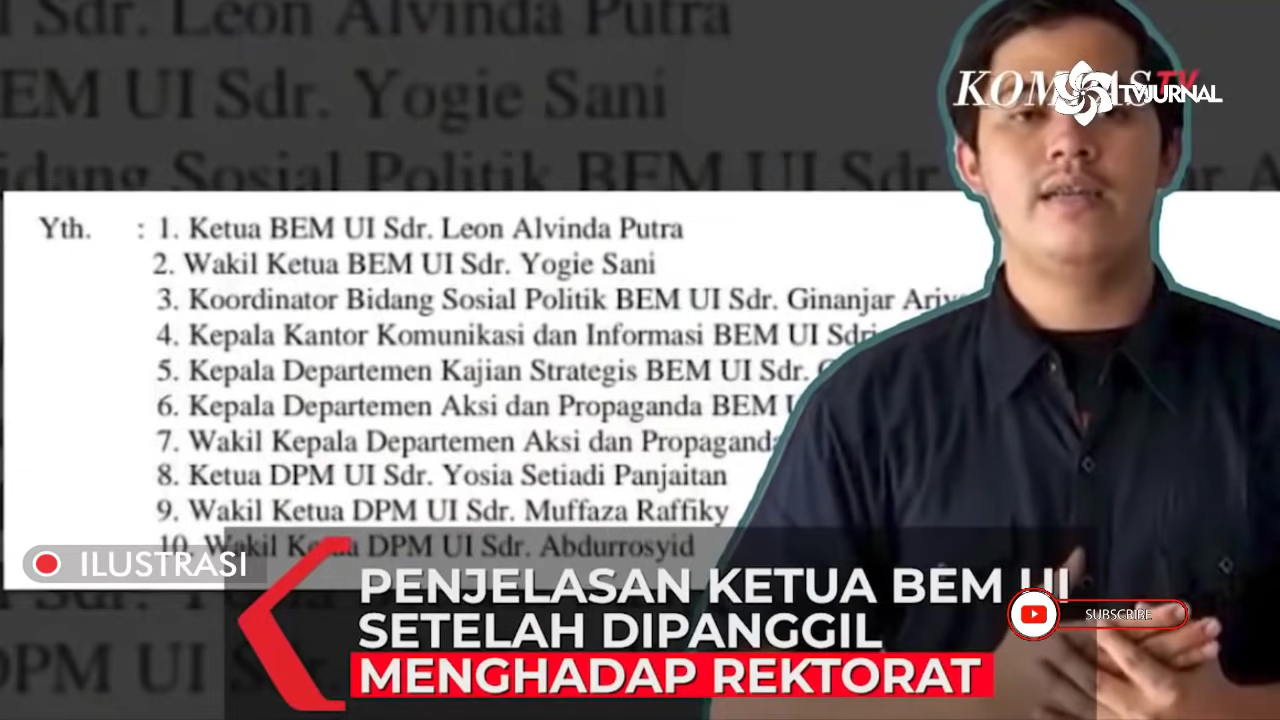 I Sdr. Leon Alvinda Putra
BEM UI Sdr. Yogie Sani
Bidang Sosial Politik BEM UI Sdr.
KOMPASTV
TVJURNAL
Yth. : 1. Ketua BEM UI Sdr. Leon Alvinda Putra
2. Wakil Ketua BEM UI Sdr. Yogie Sani
3. Koordinator Bidang Sosial Politik BEM UI Sdr. Ginanjar
4. Kepala Kantor Komunikasi dan Informasi BEM UI
5. Kepala Departemen Kajian Strategis BEM UI Sdr.
6. Kepala Departemen Aksi dan Propaganda BEM
7. Wakil Kepala Departemen Aksi dan Propaganda
8. Ketua DPM UI Sdr. Yosia Setiadi Panjaitan
9. Wakil Ketua DPM UI Sdr. Muffaza Raffiky
10. Wakil Ketua DPM UI Sdr. Abdurrosyid
ILUSTRASI
PENJELASAN KETUA BEM UI
SETELAH DIPANGGIL
MENGHADAP REKTORAT
SUBSCRIBE
DPM UI